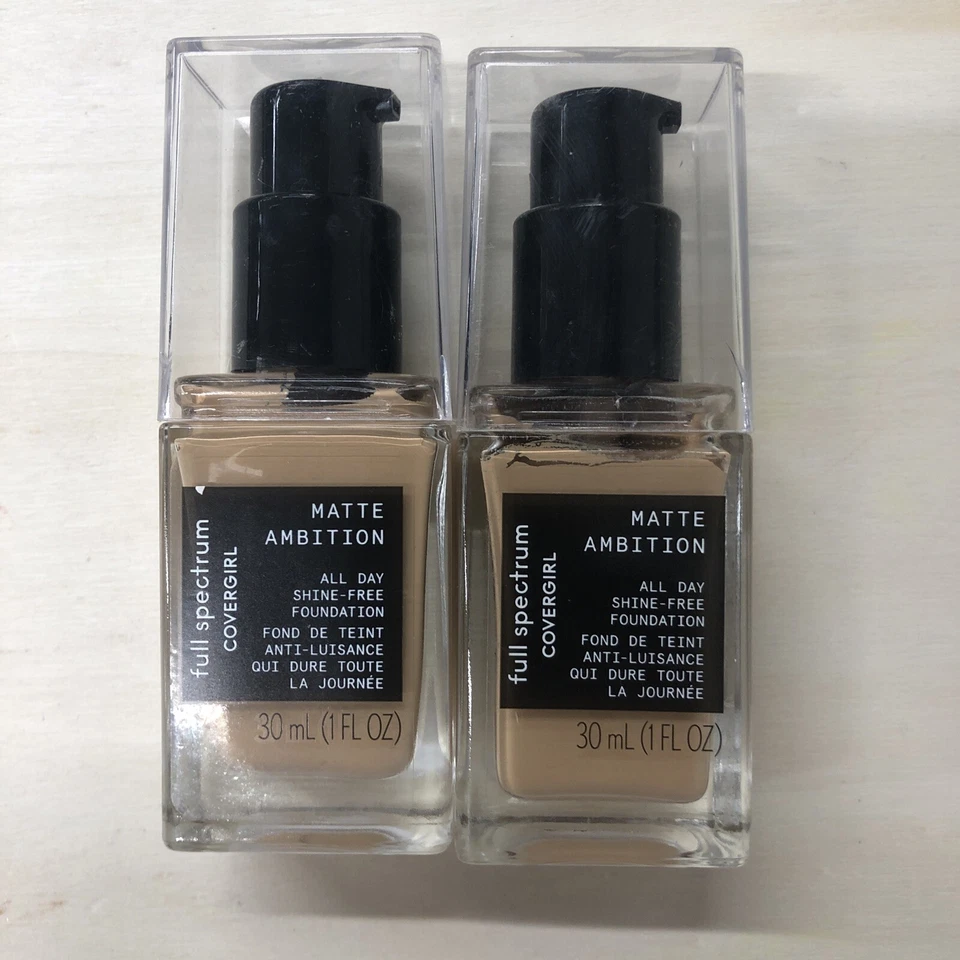 full spectrum
COVERGIRL
MATTE
AMBITION
ALL DAY
SHINE-FREE
FOUNDATION
FOND DE TEINT
ANTI-LUISANCE
QUI DURE TOUTE
LA JOURNÉE
30 mL (1 FL OZ)
full spectrum
COVERGIRL
MATTE
AMBITION
ALL DAY
SHINE-FREE
FOUNDATION
FOND DE TEINT
ANTI-LUISANCE
QUI DURE TOUTE
LA JOURNÉE
30 mL (1 FL OZ)